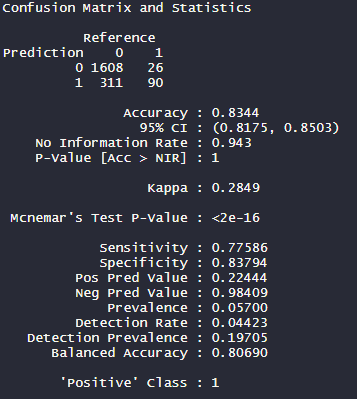 Confusion Matrix and Statistics
Reference
Prediction 0 1
0 1608 26
1 311 90
Accuracy : 0.8344
95% CI : (0.8175, 0.8503)
No Information Rate : 0.943
P-Value [Acc > NIR] : 1
Kappa : 0.2849
Mcnemar's Test P-Value : <2e-16
Sensitivity : 0.77586
Specificity : 0.83794
Pos Pred Value : 0.22444
Neg Pred Value : 0.98409
Prevalence : 0.05700
Detection Rate : 0.04423
Detection Prevalence : 0.19705
Balanced Accuracy : 0.80690
'Positive' Class : 1